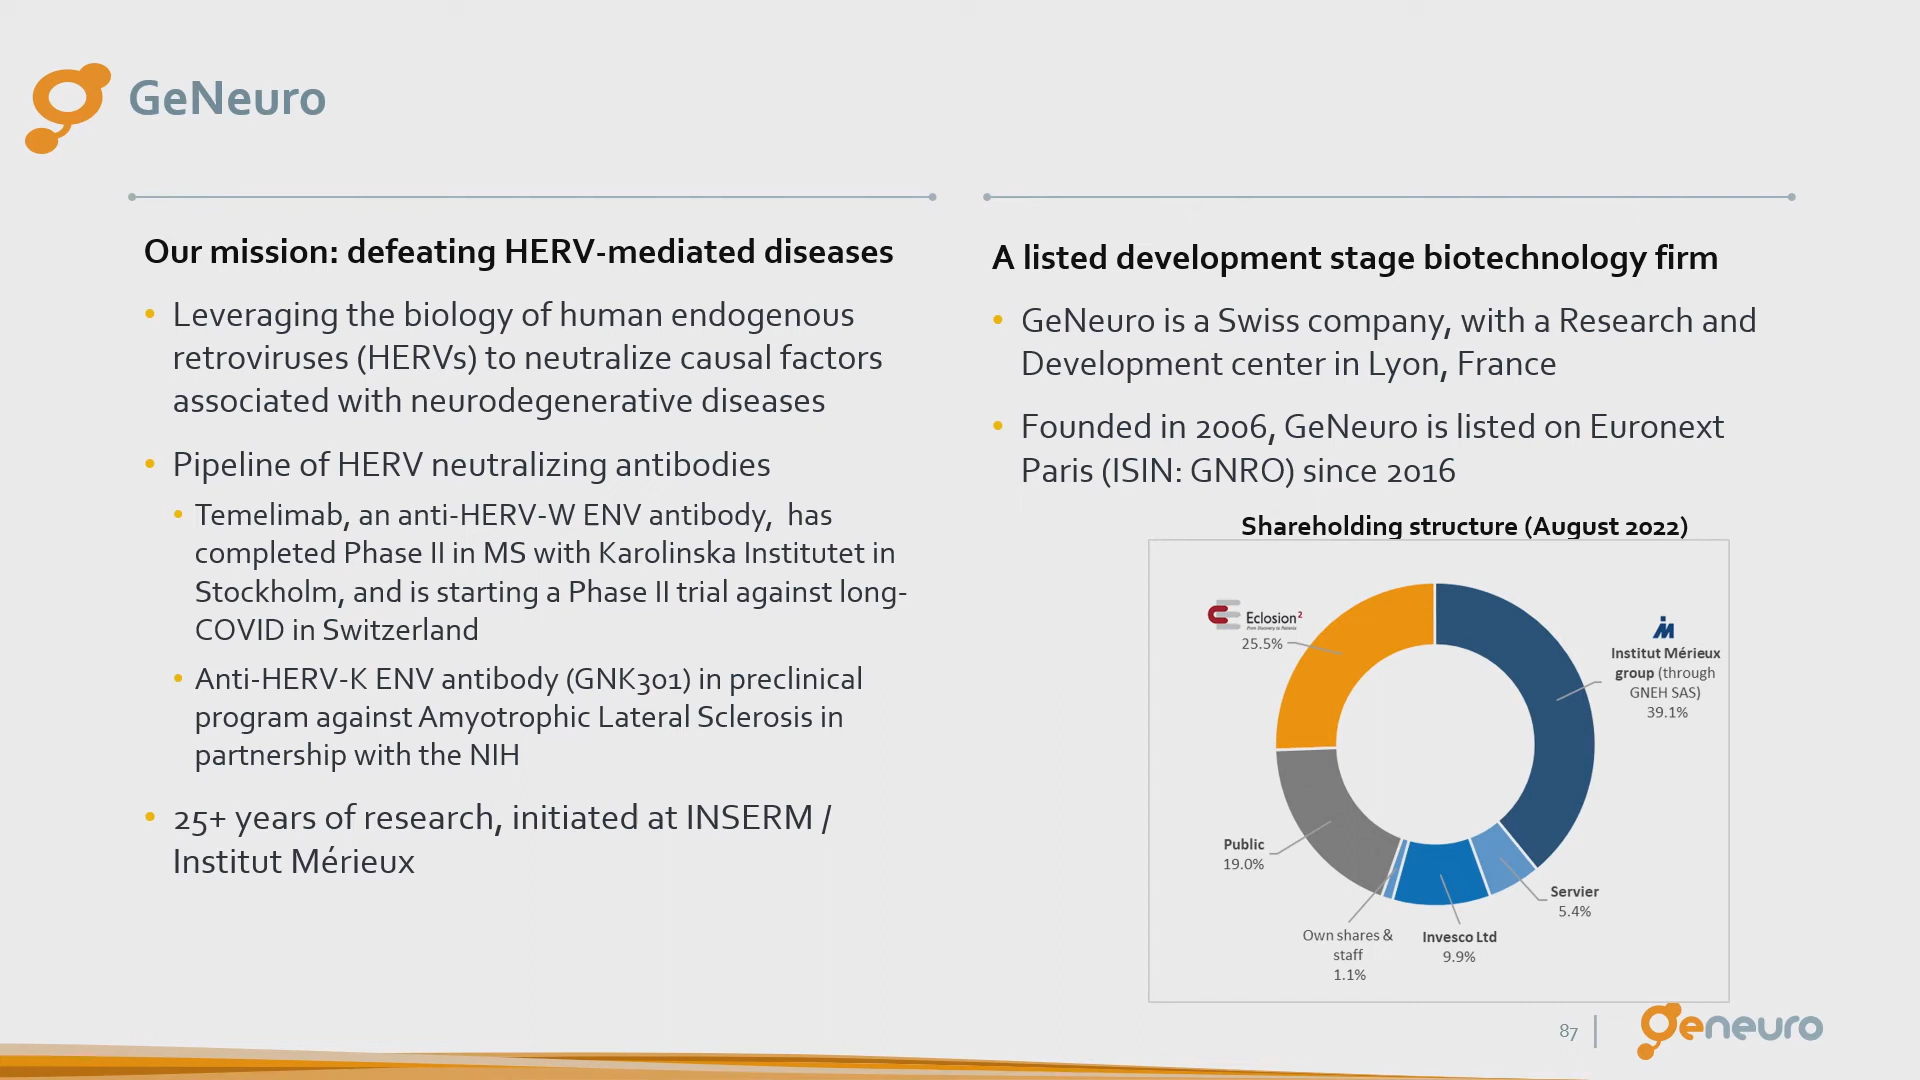 GeNeuro
Our mission: defeating HERV-mediated diseases
• Leveraging the biology of human endogenous
retroviruses (HERVs) to neutralize causal factors
associated with neurodegenerative diseases
• Pipeline of HERV neutralizing antibodies
• Temelimab, an anti-HERV-W ENV antibody, has
completed Phase II in MS with Karolinska Institutet in
Stockholm, and is starting a Phase II trial against long-
COVID in Switzerland
• Anti-HERV-K ENV antibody (GNK301) in preclinical
program against Amyotrophic Lateral Sclerosis in
partnership with the NIH
• 25+ years of research, initiated at INSERM /
Institut Mérieux
A listed development stage biotechnology firm
• GeNeuro is a Swiss company, with a Research and
Development center in Lyon, France
• Founded in 2006, GeNeuro is listed on Euronext
Paris (ISIN: GNRO) since 2016
Shareholding structure (August 2022)
Eclosion²
From Discovery to Patients
25.5%
Institut Mérieux
group (through
GNEH SAS)
39.1%
Public
19.0%
Servier
5.4%
Own shares &
staff
1.1%
Invesco Ltd
9.9%
87
geneuro